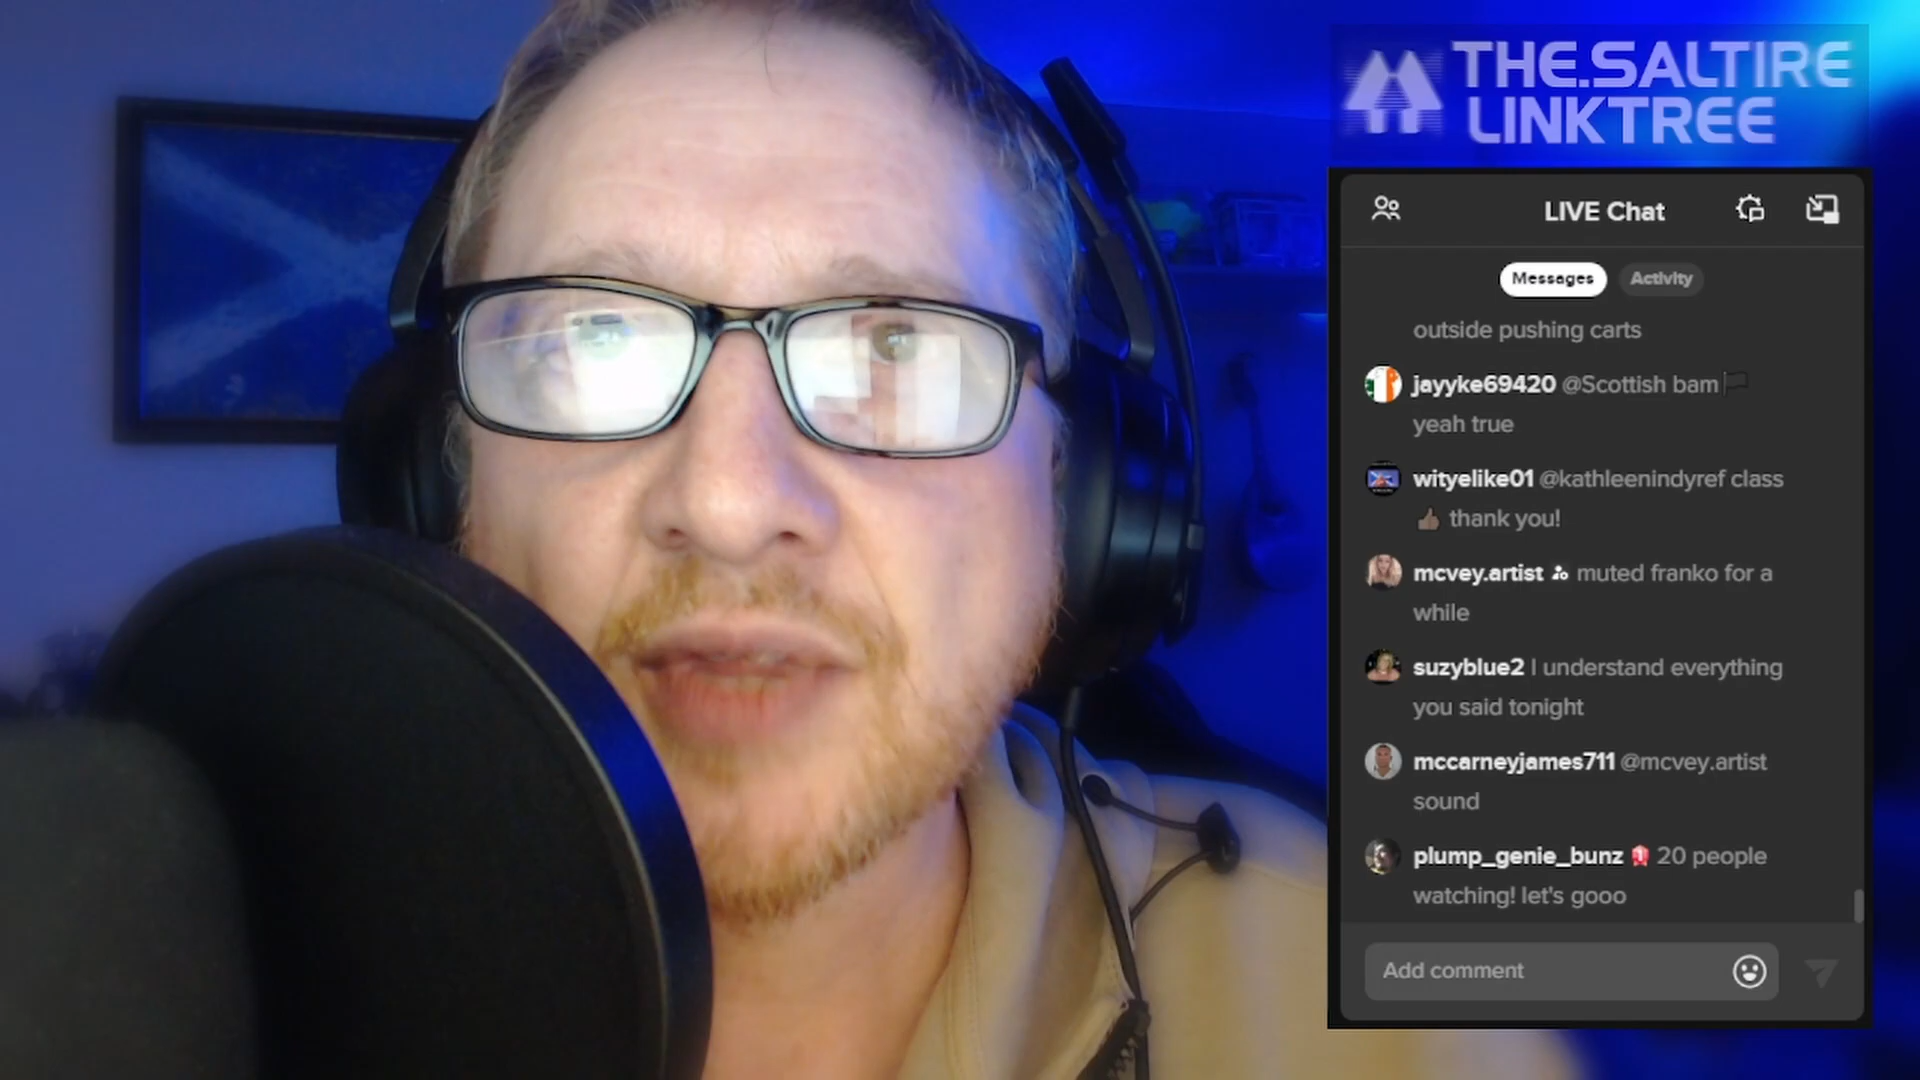 THE.SALTIRE
LINKTREE
LIVE Chat
Messages Activity
outside pushing carts
jayyke69420 @Scottish bam
yeah true
wityelike01 @kathleenindyref class
thank you!
mcvey.artist muted franko for a
while
suzyblue2 I understand everything
you said tonight
mccarneyjames711 @mcvey.artist
sound
plump_genie_bunz 20 people
watching! let's gooo
Add comment